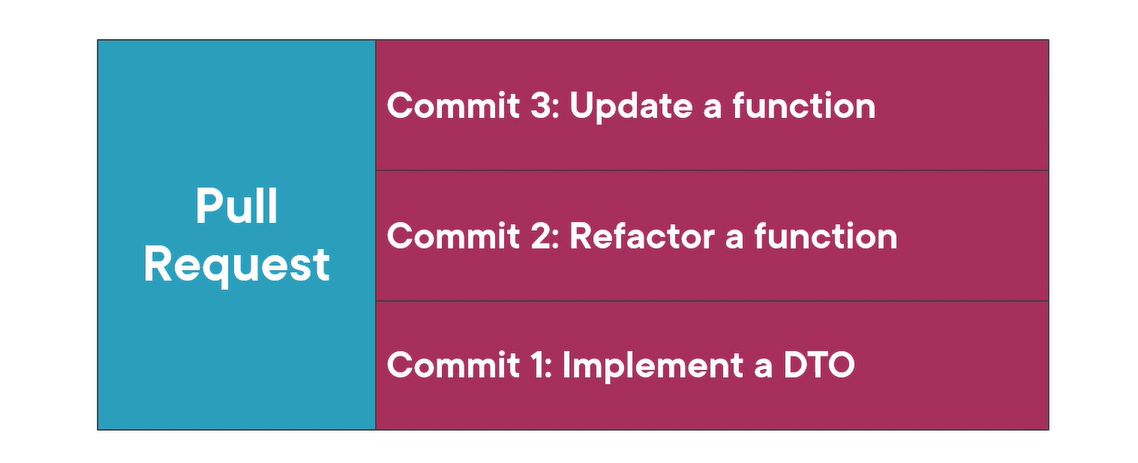 Pull
Request
Commit 3: Update a function
Commit 2: Refactor a function
Commit 1: Implement a DTO